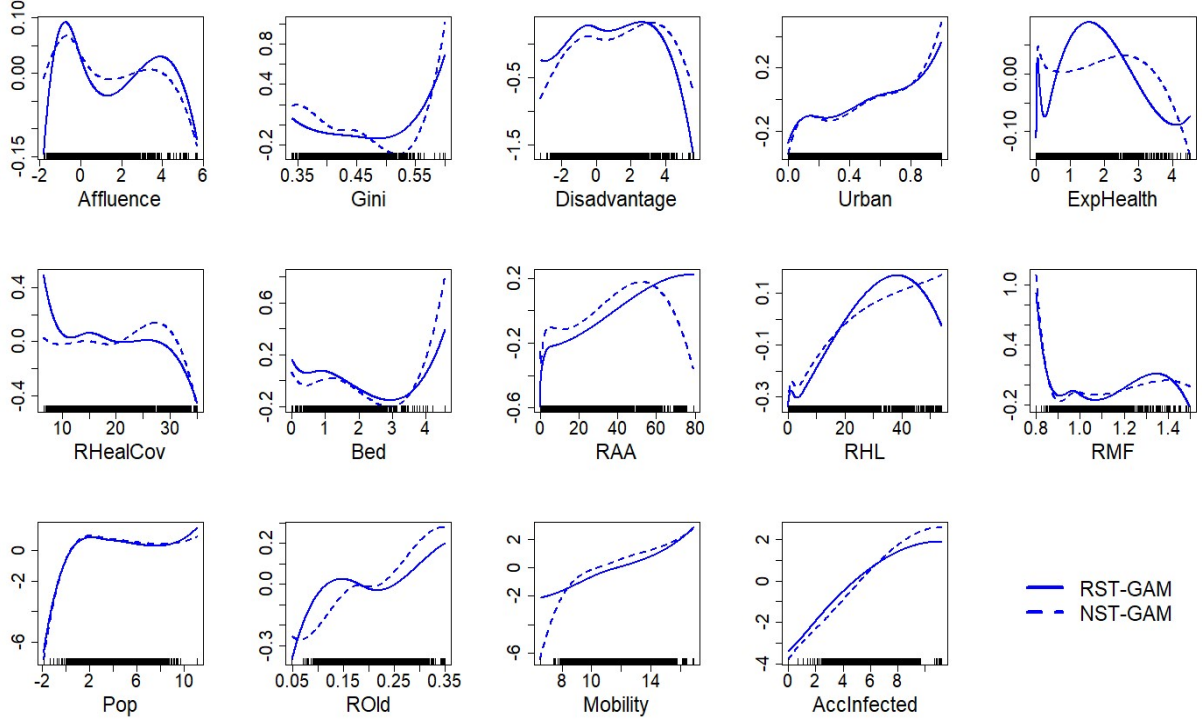 0.10
0.00
-0.15
-2 0 2 4 6
Affluence
0.8
0.4
-0.2
0.35 0.45 0.55
Gini
-0.5
-1.5
-2 0 2 4
Disadvantage
0.2
-0.2
0.0 0.4 0.8
Urban
0.00
-0.10
0 1 2 3 4
ExpHealth
0.4
0.0
-0.4
10 20 30
RHealCov
0.6
0.2
-0.2
0 1 2 3 4
Bed
0.2
-0.2
-0.6
0 20 40 60 80
RAA
0.1
-0.1
-0.3
0 20 40
RHL
1.0
0.4
-0.2
0.8 1.0 1.2 1.4
RMF
0
-2
-6
-2 2 6 10
Pop
0.2
0.0
-0.3
0.05 0.15 0.25 0.35
ROld
2
0
-2
-6
8 10 14
Mobility
2
0
-2
-4
0 2 4 6 8
AccInfected
RST-GAM
NST-GAM